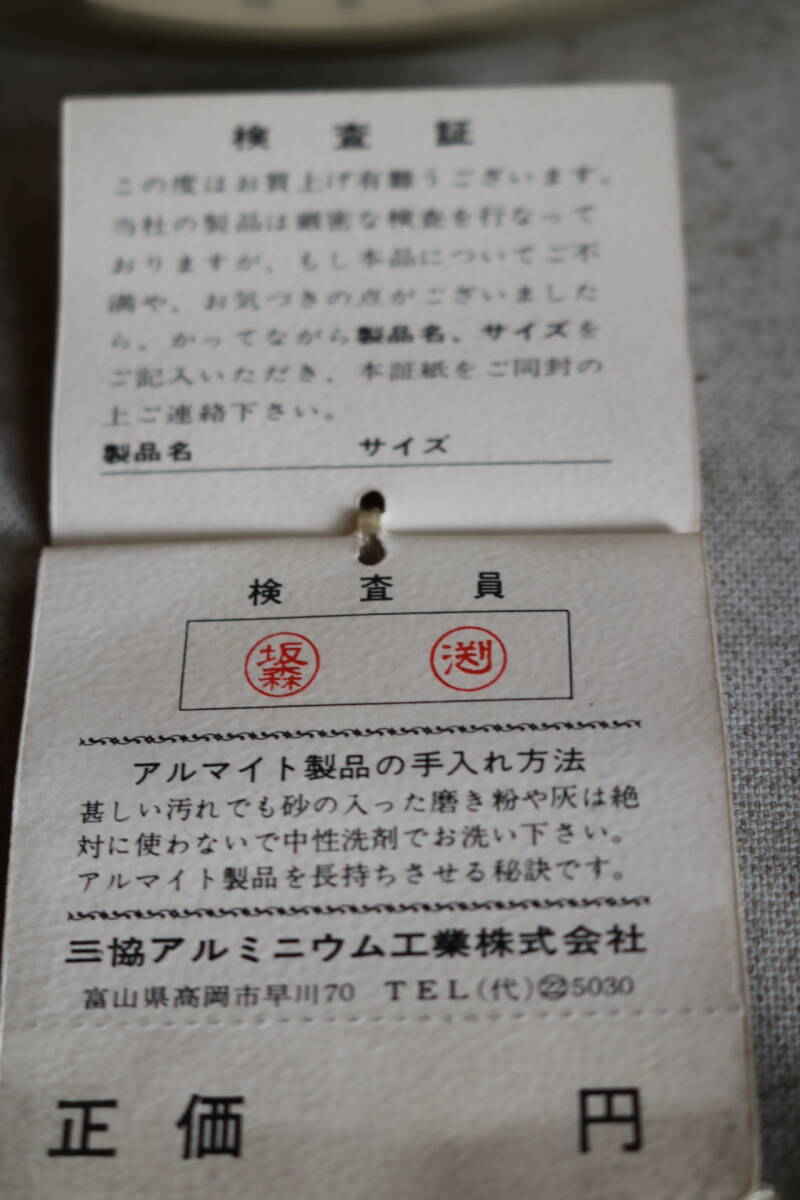 検査証
この度はお買上げ有難うございます。
当社の製品は厳密な検査を行なって
おりますが、もし本品についてご不
満や、お気づきの点がございました
ら、かってながら製品名、サイズを
ご記入いただき、本証紙をご同封の
上ご連絡下さい。
製品名 サイズ
検査員
坂森 渕
アルマイト製品の手入れ方法
甚しい汚れでも砂の入った磨き粉や灰は絶
対に使わないで中性洗剤でお洗い下さい。
アルマイト製品を長持ちさせる秘訣です。
三協アルミニウム工業株式会社
富山県高岡市早川70 TEL(代)㉒5030
正価 円